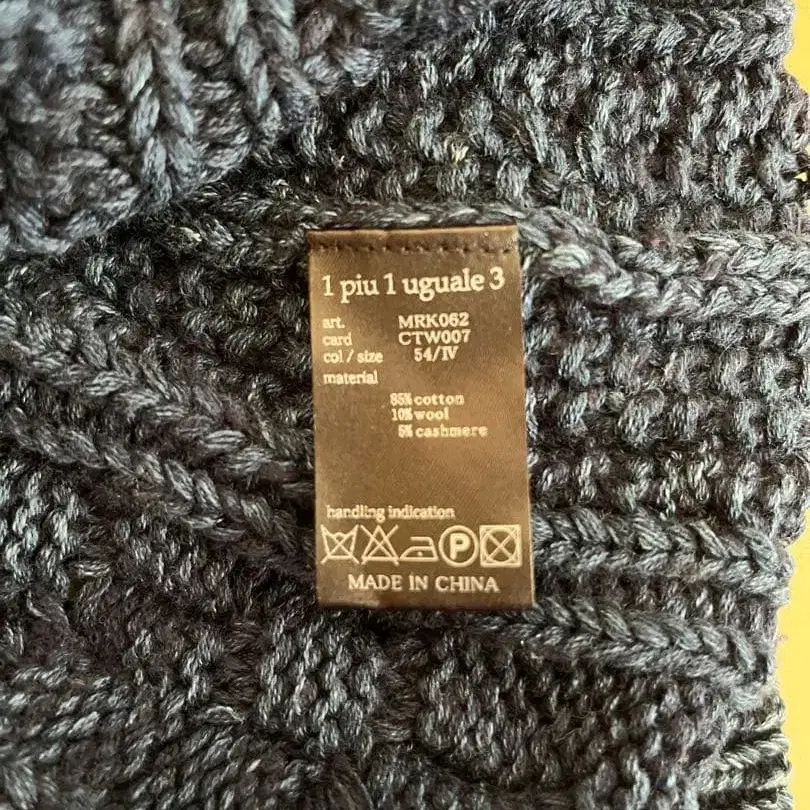 1 piu 1 uguale 3
art. MRK062
card CTW007
col / size 54/IV
material
85% cotton
10% wool
5% cashmere
handling indication
P
MADE IN CHINA